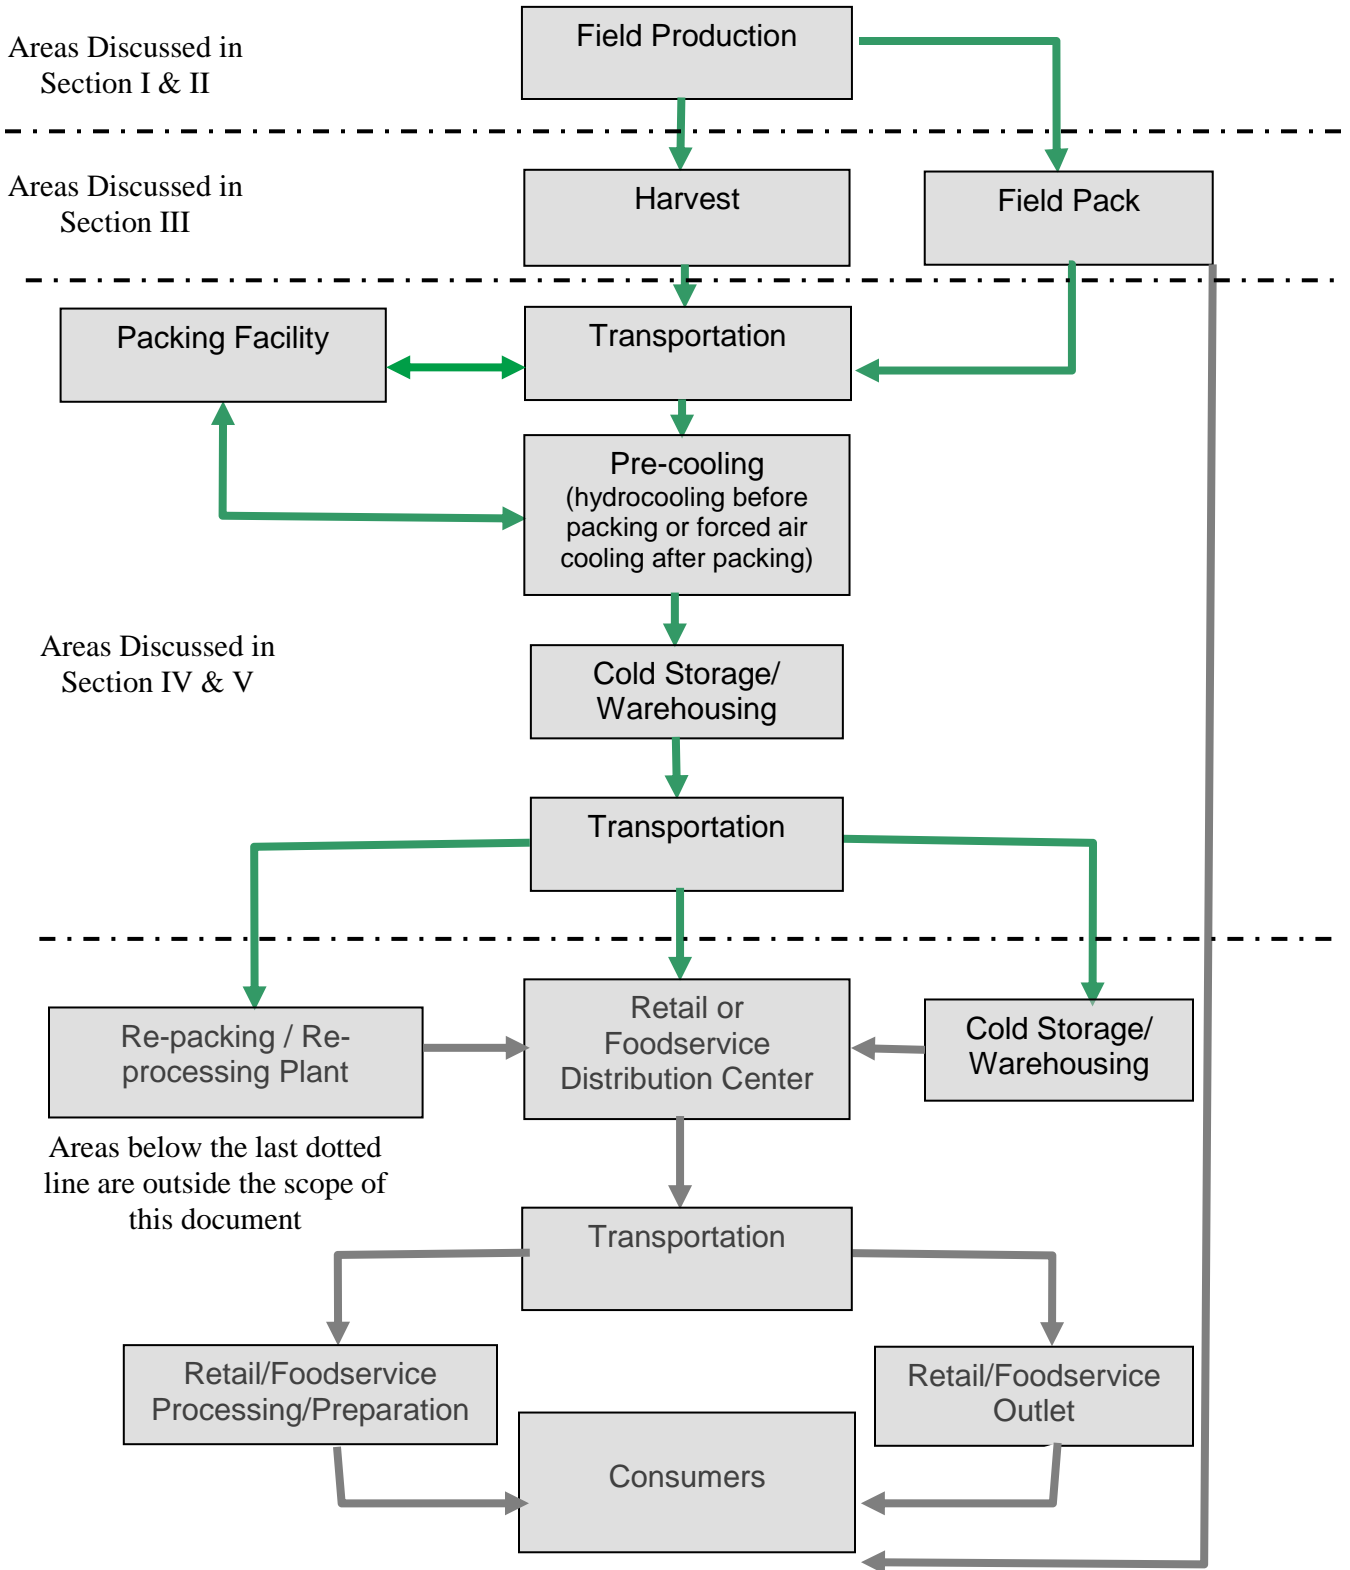 Field Production
Areas Discussed in
Section I & II
Areas Discussed in
Section III
Harvest
Field Pack
Packing Facility
Transportation
Pre-cooling
(hydrocooling before
packing or forced air
cooling after packing)
Areas Discussed in
Section IV & V
Cold Storage/
Warehousing
Transportation
Re-packing / Re-
processing Plant
Retail or
Foodservice
Distribution Center
Cold Storage/
Warehousing
Areas below the last dotted
line are outside the scope of
this document
Transportation
Retail/Foodservice
Processing/Preparation
Retail/Foodservice
Outlet
Consumers